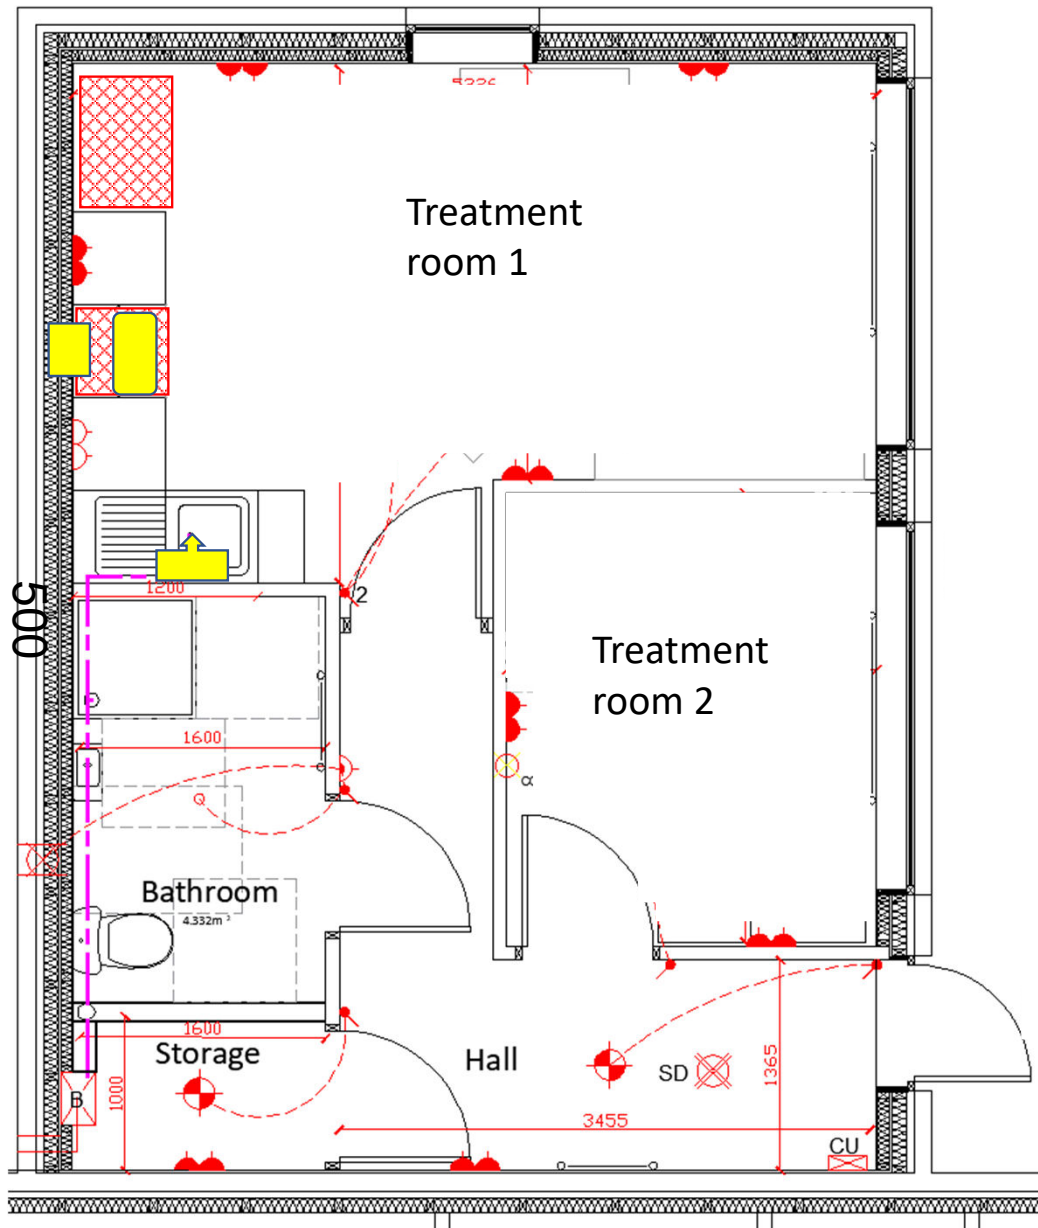 Treatment
room 1
500
1200
2
Treatment
room 2
1600
α
Q
Bathroom
4.332m²
1600
Storage
Hall
SD
1365
1000
B
3455
CU